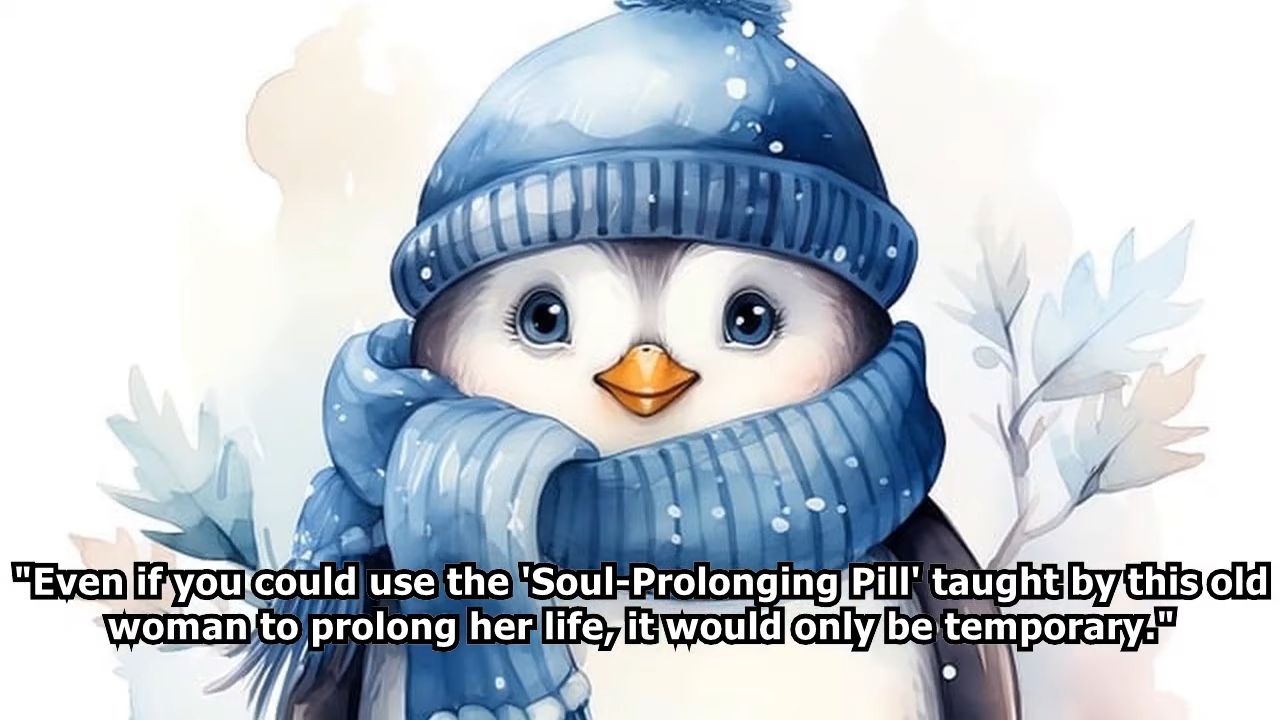 "Even if you could use the 'Soul-Prolonging Pill' taught by this old
woman to prolong her life, it would only be temporary."